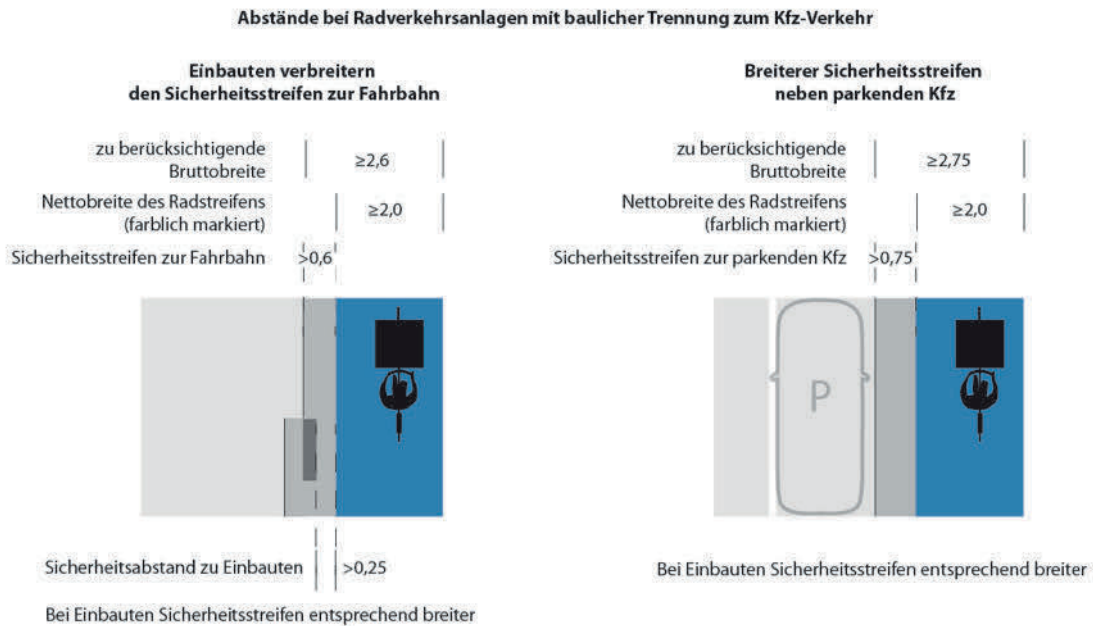 Abstände bei Radverkehrsanlagen mit baulicher Trennung zum Kfz-Verkehr
Einbauten verbreitern
den Sicherheitsstreifen zur Fahrbahn
zu berücksichtigende
Bruttobreite
≥2,6
Nettobreite des Radstreifens
(farblich markiert)
≥2,0
Sicherheitsstreifen zur Fahrbahn
>0,6
Sicherheitsabstand zu Einbauten
>0,25
Bei Einbauten Sicherheitsstreifen entsprechend breiter
Breiterer Sicherheitsstreifen
neben parkenden Kfz
zu berücksichtigende
Bruttobreite
≥2,75
Nettobreite des Radstreifens
(farblich markiert)
≥2,0
Sicherheitsstreifen zur parkenden Kfz
>0,75
P
Bei Einbauten Sicherheitsstreifen entsprechend breiter